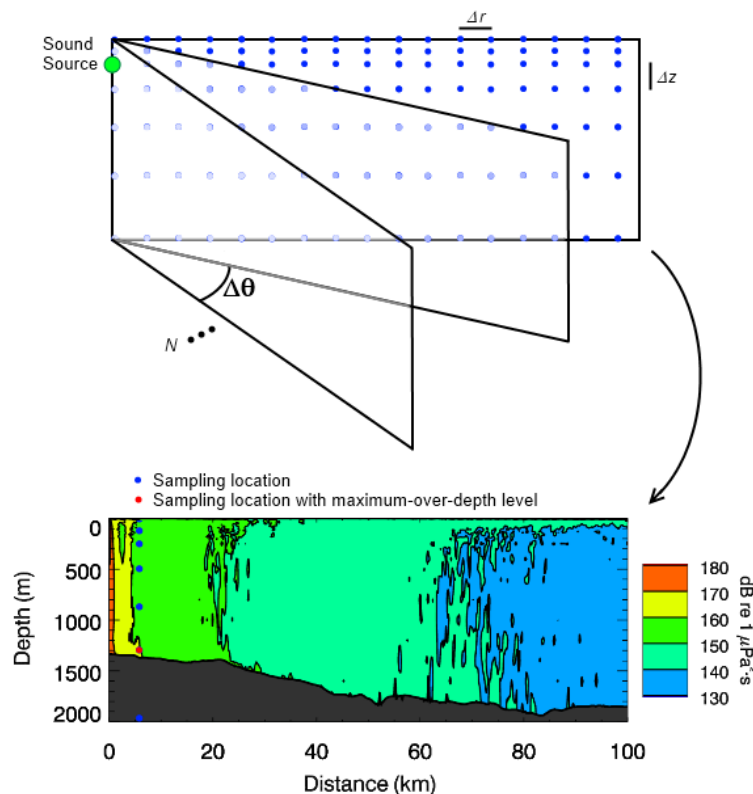 Δr
Sound
Source
Δz
Δθ
N
Sampling location
Sampling location with maximum-over-depth level
0
500
1000
1500
2000
Depth (m)
0 20 40 60 80 100
Distance (km)
180
170
160
150
140
130
dB re 1 μPa²·s